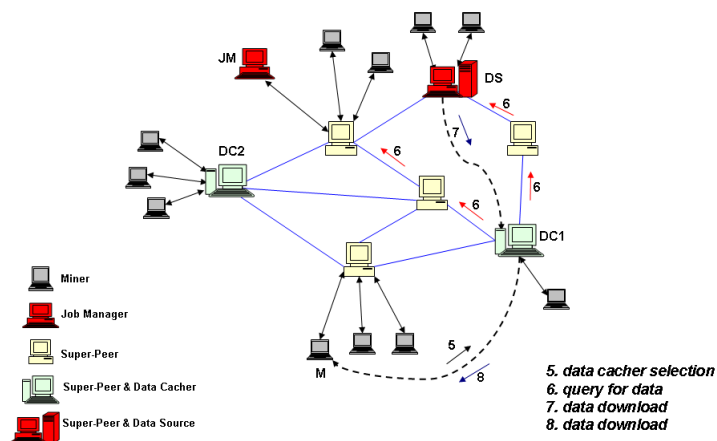 JM
DS
6
7
DC2
6
6
6
DC1
Miner
Job Manager
Super-Peer
5
M
8
Super-Peer & Data Cacher
Super-Peer & Data Source
5. data cacher selection
6. query for data
7. data download
8. data download